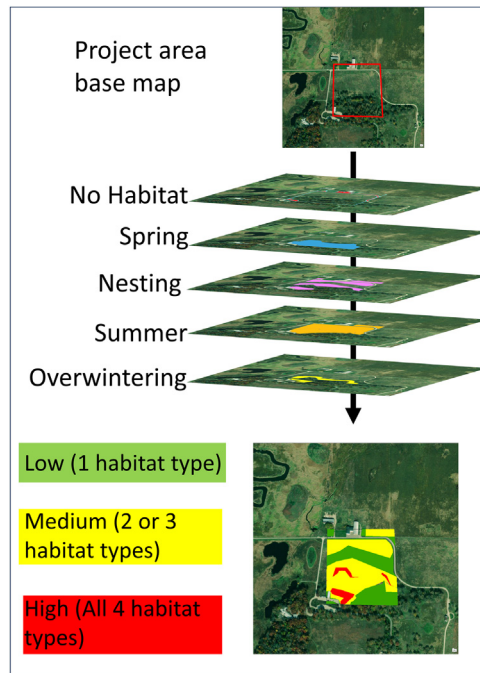 Project area
base map
No Habitat
Spring
Nesting
Summer
Overwintering
Low (1 habitat type)
Medium (2 or 3
habitat types)
High (All 4 habitat
types)